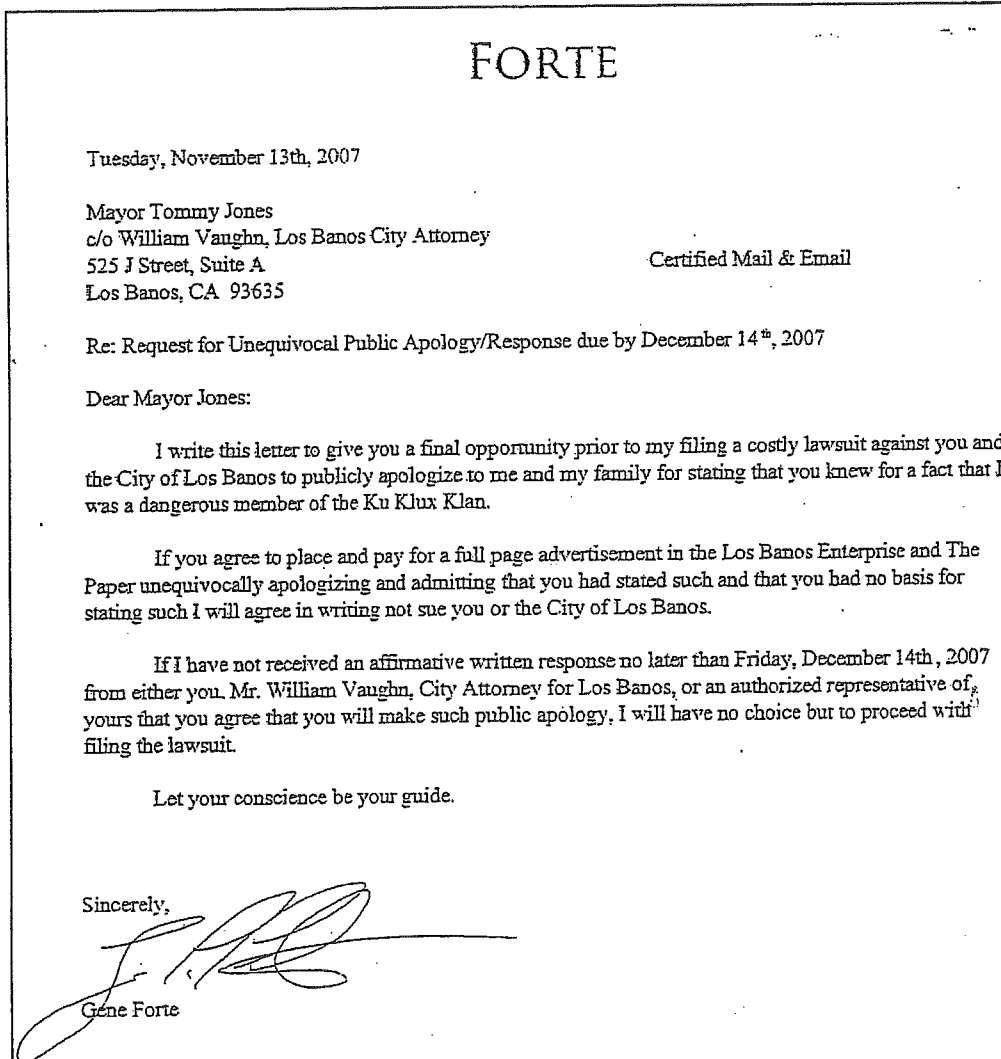 FORTE
Tuesday, November 13th, 2007
Mayor Tommy Jones
c/o William Vaughn, Los Banos City Attorney
525 J Street, Suite A
Certified Mail & Email
Los Banos, CA 93635
Re: Request for Unequivocal Public Apology/Response due by December 14th, 2007
Dear Mayor Jones:
I write this letter to give you a final opportunity prior to my filing a costly lawsuit against you and
the City of Los Banos to publicly apologize to me and my family for stating that you knew for a fact that I
was a dangerous member of the Ku Klux Klan.
If you agree to place and pay for a full page advertisement in the Los Banos Enterprise and The
Paper unequivocally apologizing and admitting that you had stated such and that you had no basis for
stating such I will agree in writing not sue you or the City of Los Banos.
If I have not received an affirmative written response no later than Friday, December 14th, 2007
from either you, Mr. William Vaughn, City Attorney for Los Banos, or an authorized representative of
yours that you agree that you will make such public apology, I will have no choice but to proceed with
filing the lawsuit.
Let your conscience be your guide.
Sincerely,
Gene Forte